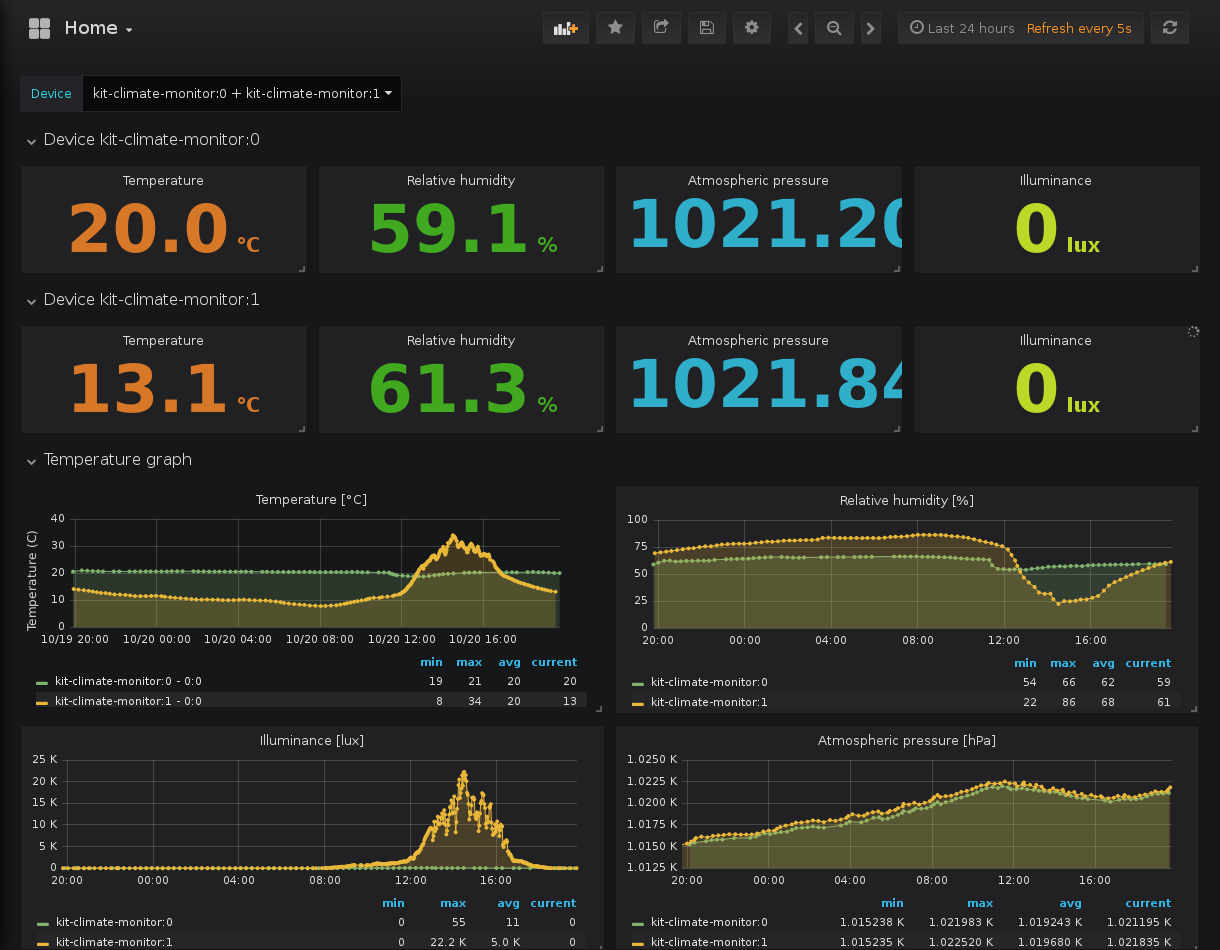 Home
Last 24 hours Refresh every 5s
Device kit-climate-monitor:0 + kit-climate-monitor:1
Device kit-climate-monitor:0
Temperature Relative humidity Atmospheric pressure Illuminance
20.0 °C 59.1 % 1021.20 0 lux
Device kit-climate-monitor:1
Temperature Relative humidity Atmospheric pressure Illuminance
13.1 °C 61.3 % 1021.84 0 lux
Temperature graph
Temperature [°C]
Temperature (C)
40
30
20
10
0
10/19 20:00 10/20 00:00 10/20 04:00 10/20 08:00 10/20 12:00 10/20 16:00
min max avg current
kit-climate-monitor:0 - 0:0 19 21 20 20
kit-climate-monitor:1 - 0:0 8 34 20 13
Relative humidity [%]
100
75
50
25
0
20:00 00:00 04:00 08:00 12:00 16:00
min max avg current
kit-climate-monitor:0 54 66 62 59
kit-climate-monitor:1 22 86 68 61
Illuminance [lux]
25 K
20 K
15 K
10 K
5 K
0
20:00 00:00 04:00 08:00 12:00 16:00
min max avg current
kit-climate-monitor:0 0 55 11 0
kit-climate-monitor:1 0 22.2 K 5.0 K 0
Atmospheric pressure [hPa]
1.0250 K
1.0225 K
1.0200 K
1.0175 K
1.0150 K
1.0125 K
20:00 00:00 04:00 08:00 12:00 16:00
min max avg current
kit-climate-monitor:0 1.015238 K 1.021983 K 1.019243 K 1.021195 K
kit-climate-monitor:1 1.015235 K 1.022520 K 1.019680 K 1.021835 K